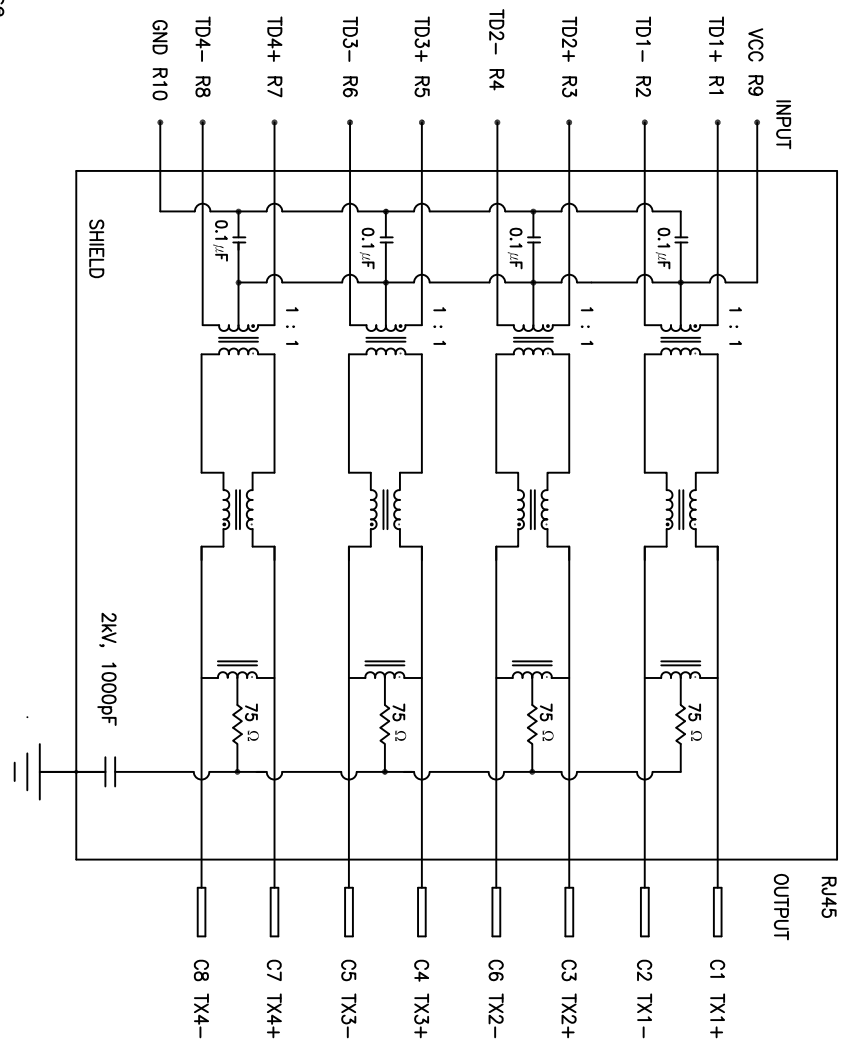 RJ45
INPUT
OUTPUT
VCC R9
TD1+ R1
1 : 1
C1 TX1+
75 Ω
0.1μF
TD1- R2
C2 TX1-
TD2+ R3
1 : 1
C3 TX2+
75 Ω
0.1μF
TD2- R4
C6 TX2-
TD3+ R5
1 : 1
C4 TX3+
75 Ω
0.1μF
TD3- R6
C5 TX3-
TD4+ R7
1 : 1
C7 TX4+
75 Ω
0.1μF
TD4- R8
C8 TX4-
GND R10
SHIELD
2kV, 1000pF